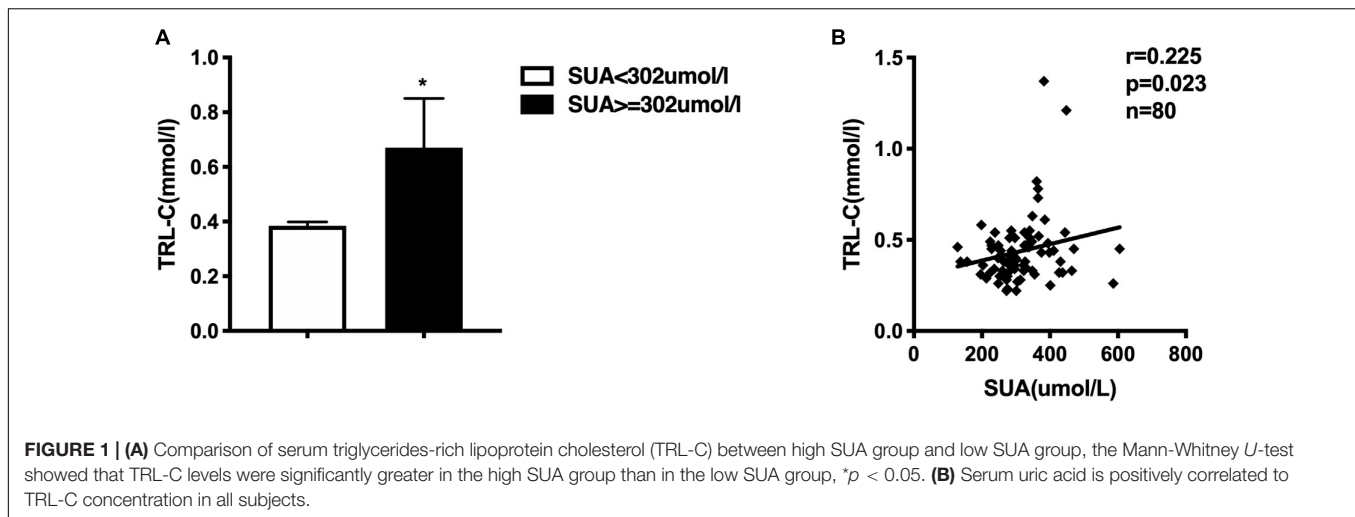 A
1.0
0.8
0.6
0.4
0.2
0.0
TRL-C(mmol/l)
*
SUA<302umol/l
SUA>=302umol/l
B
1.5
1.0
0.5
0.0
TRL-C(mmol/l)
r=0.225
p=0.023
n=80
0 200 400 600 800
SUA(umol/L)
FIGURE 1 | (A) Comparison of serum triglycerides-rich lipoprotein cholesterol (TRL-C) between high SUA group and low SUA group, the Mann-Whitney U-test
showed that TRL-C levels were significantly greater in the high SUA group than in the low SUA group, *p < 0.05. (B) Serum uric acid is positively correlated to
TRL-C concentration in all subjects.